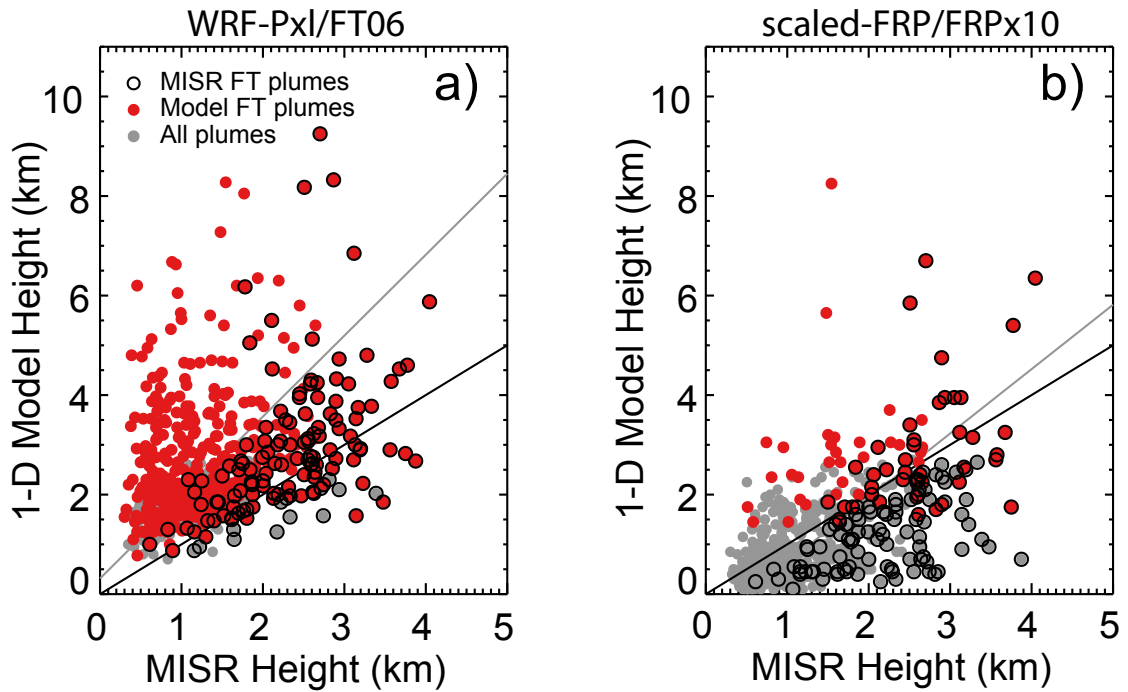 WRF-Pxl/FT06
a)
MISR FT plumes
Model FT plumes
All plumes
10
8
6
4
2
0
0 1 2 3 4 5
1-D Model Height (km)
MISR Height (km)
scaled-FRP/FRPx10
b)
10
8
6
4
2
0
0 1 2 3 4 5
1-D Model Height (km)
MISR Height (km)